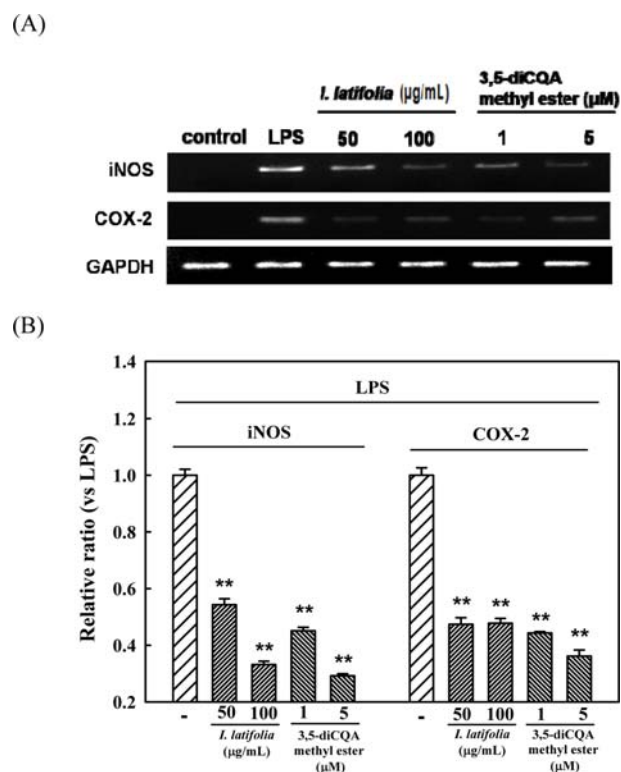 (A)
I. latifolia (μg/mL)
3,5-diCQA
methyl ester (μM)
control LPS 50 100 1 5
iNOS
COX-2
GAPDH
(B)
1.4
LPS
1.2
iNOS COX-2
1.0
Relative ratio (vs LPS)
0.8
0.6
** ** ** ** ** ** ** **
0.4
0.2
- 50 100 1 5 - 50 100 1 5
I. latifolia 3,5-diCQA I. latifolia 3,5-diCQA
(μg/mL) methyl ester (μg/mL) methyl ester
(μM) (μM)